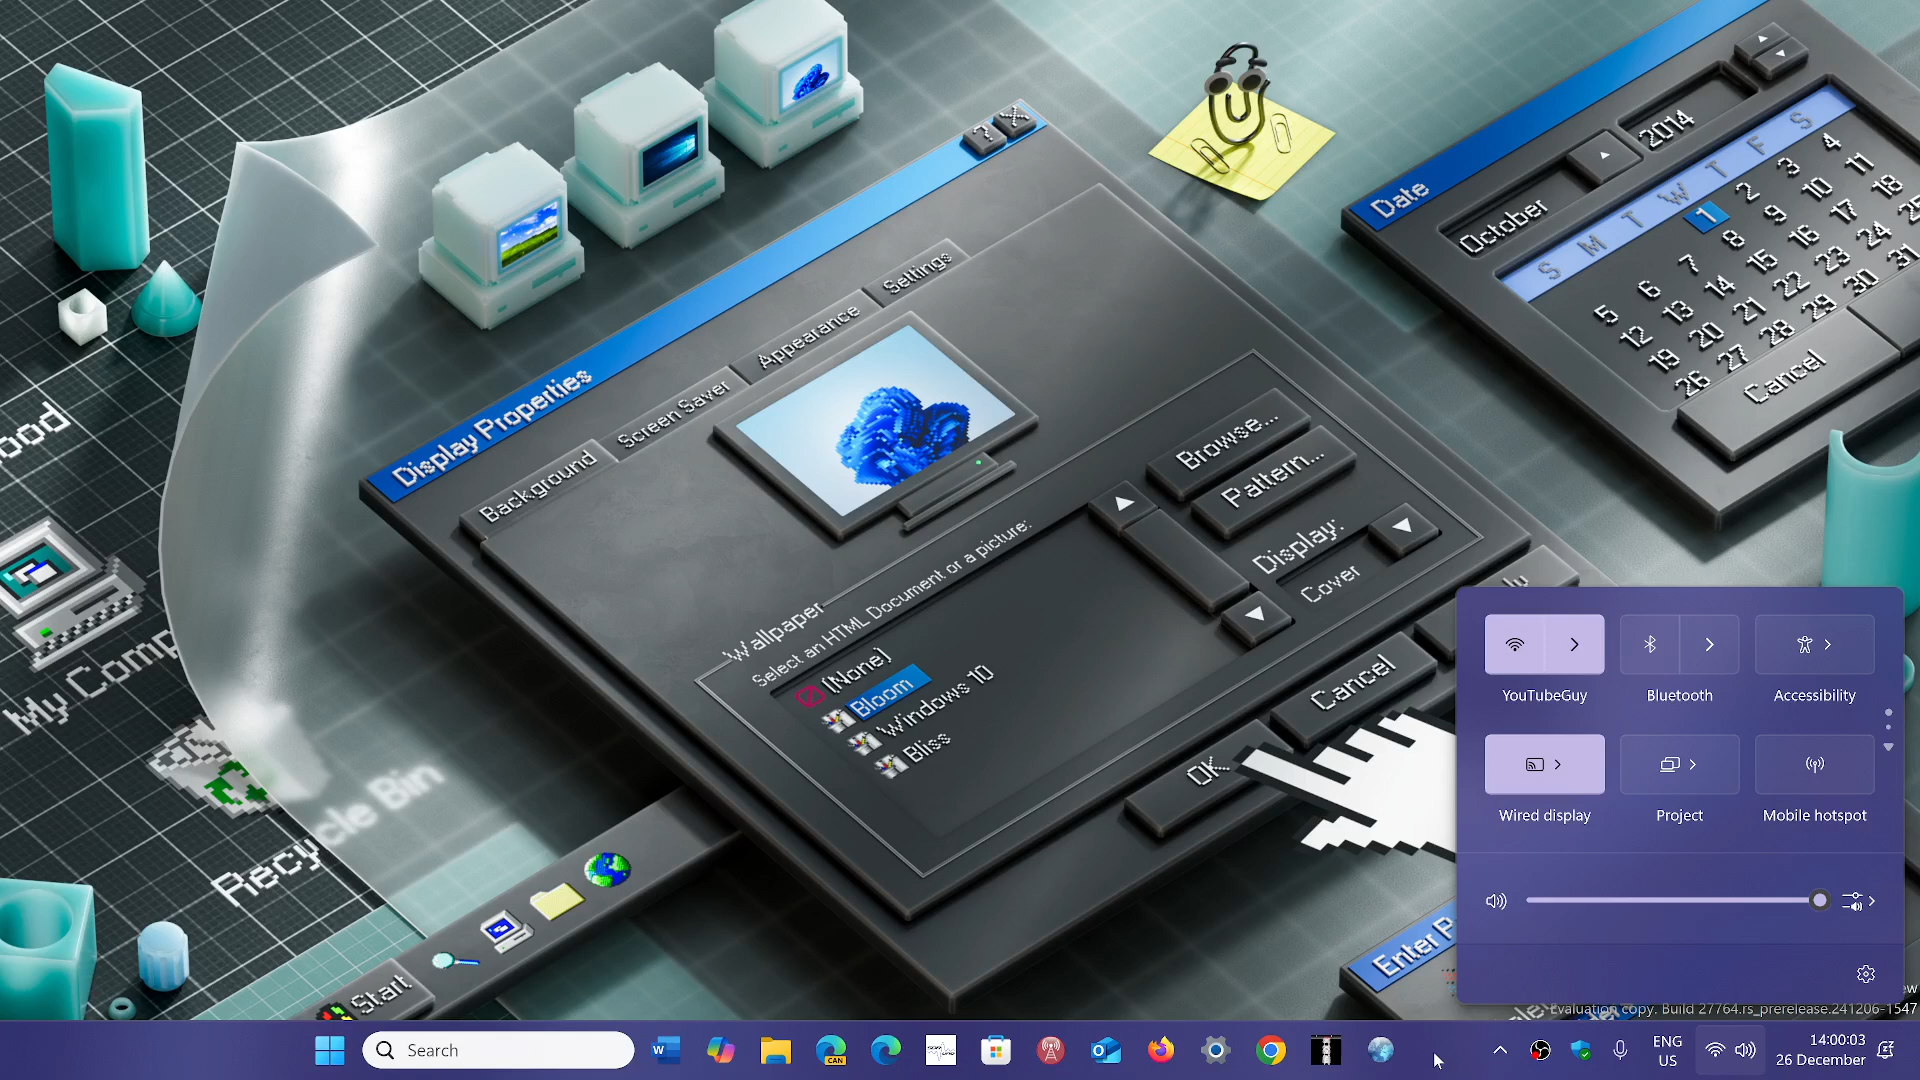 ?
X
2014
Date
October
S M T W T F S
1 2 3 4
5 6 7 8 9 10 11
12 13 14 15 16 17 18
19 20 21 22 23 24 25
26 27 28 29 30 31
Cancel
Display Properties
Background
Screen Saver
Appearance
Settings
Browse...
Pattern...
Display:
Cover
Wallpaper
Select an HTML Document or a picture:
(None)
Bloom
Windows 10
Bliss
Cancel
OK
ood
My Comp
Recycle Bin
Start
Enter P
YouTubeGuy
Bluetooth
Accessibility
Wired display
Project
Mobile hotspot
Evaluation copy. Build 27764.rs_prerelease.241206-1547
Search
W
CAN
ENG
US
14:00:03
26 December